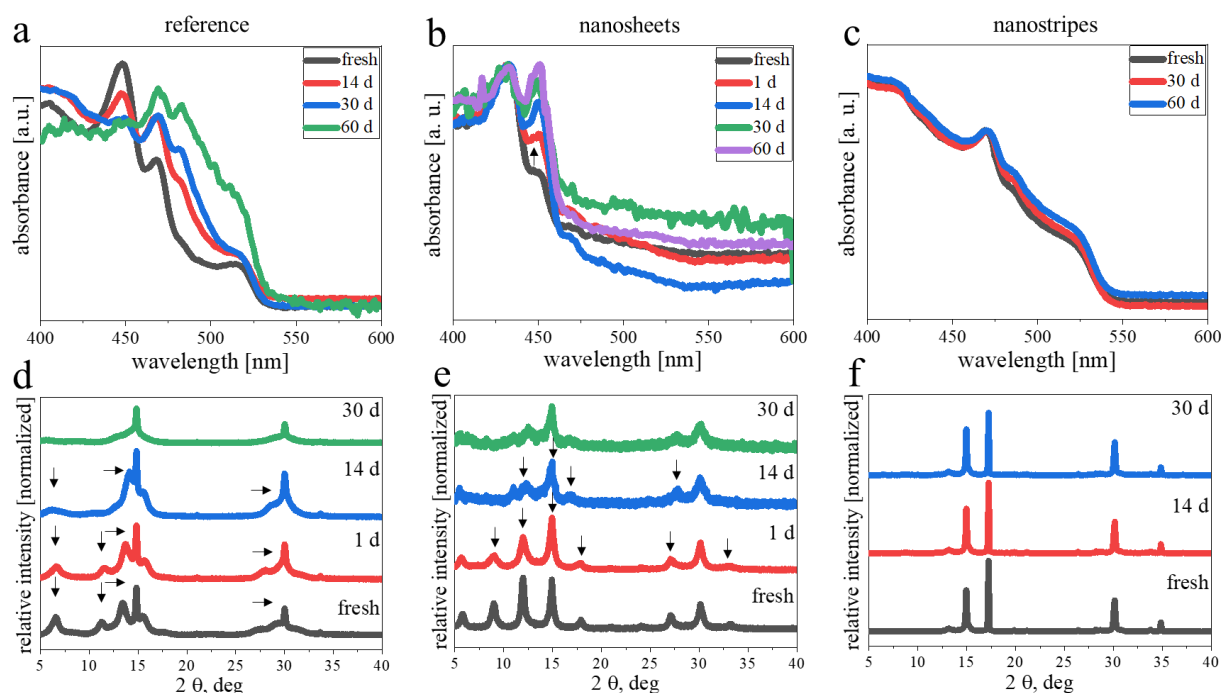 reference
nanosheets
nanostripes
a
fresh
14 d
30 d
60 d
absorbance [a.u.]
400 450 500 550 600
wavelength [nm]
b
fresh
1 d
14 d
30 d
60 d
absorbance [a. u.]
400 450 500 550 600
wavelength [nm]
c
fresh
30 d
60 d
absorbance [a. u.]
400 450 500 550 600
wavelength [nm]
d
relative intensity [normalized]
30 d
14 d
1 d
fresh
5 10 15 20 25 30 35 40
2 θ, deg
e
relative intensity [normalized]
30 d
14 d
1 d
fresh
5 10 15 20 25 30 35 40
2 θ, deg
f
relative intensity [normalized]
30 d
14 d
fresh
5 10 15 20 25 30 35 40
2 θ, deg